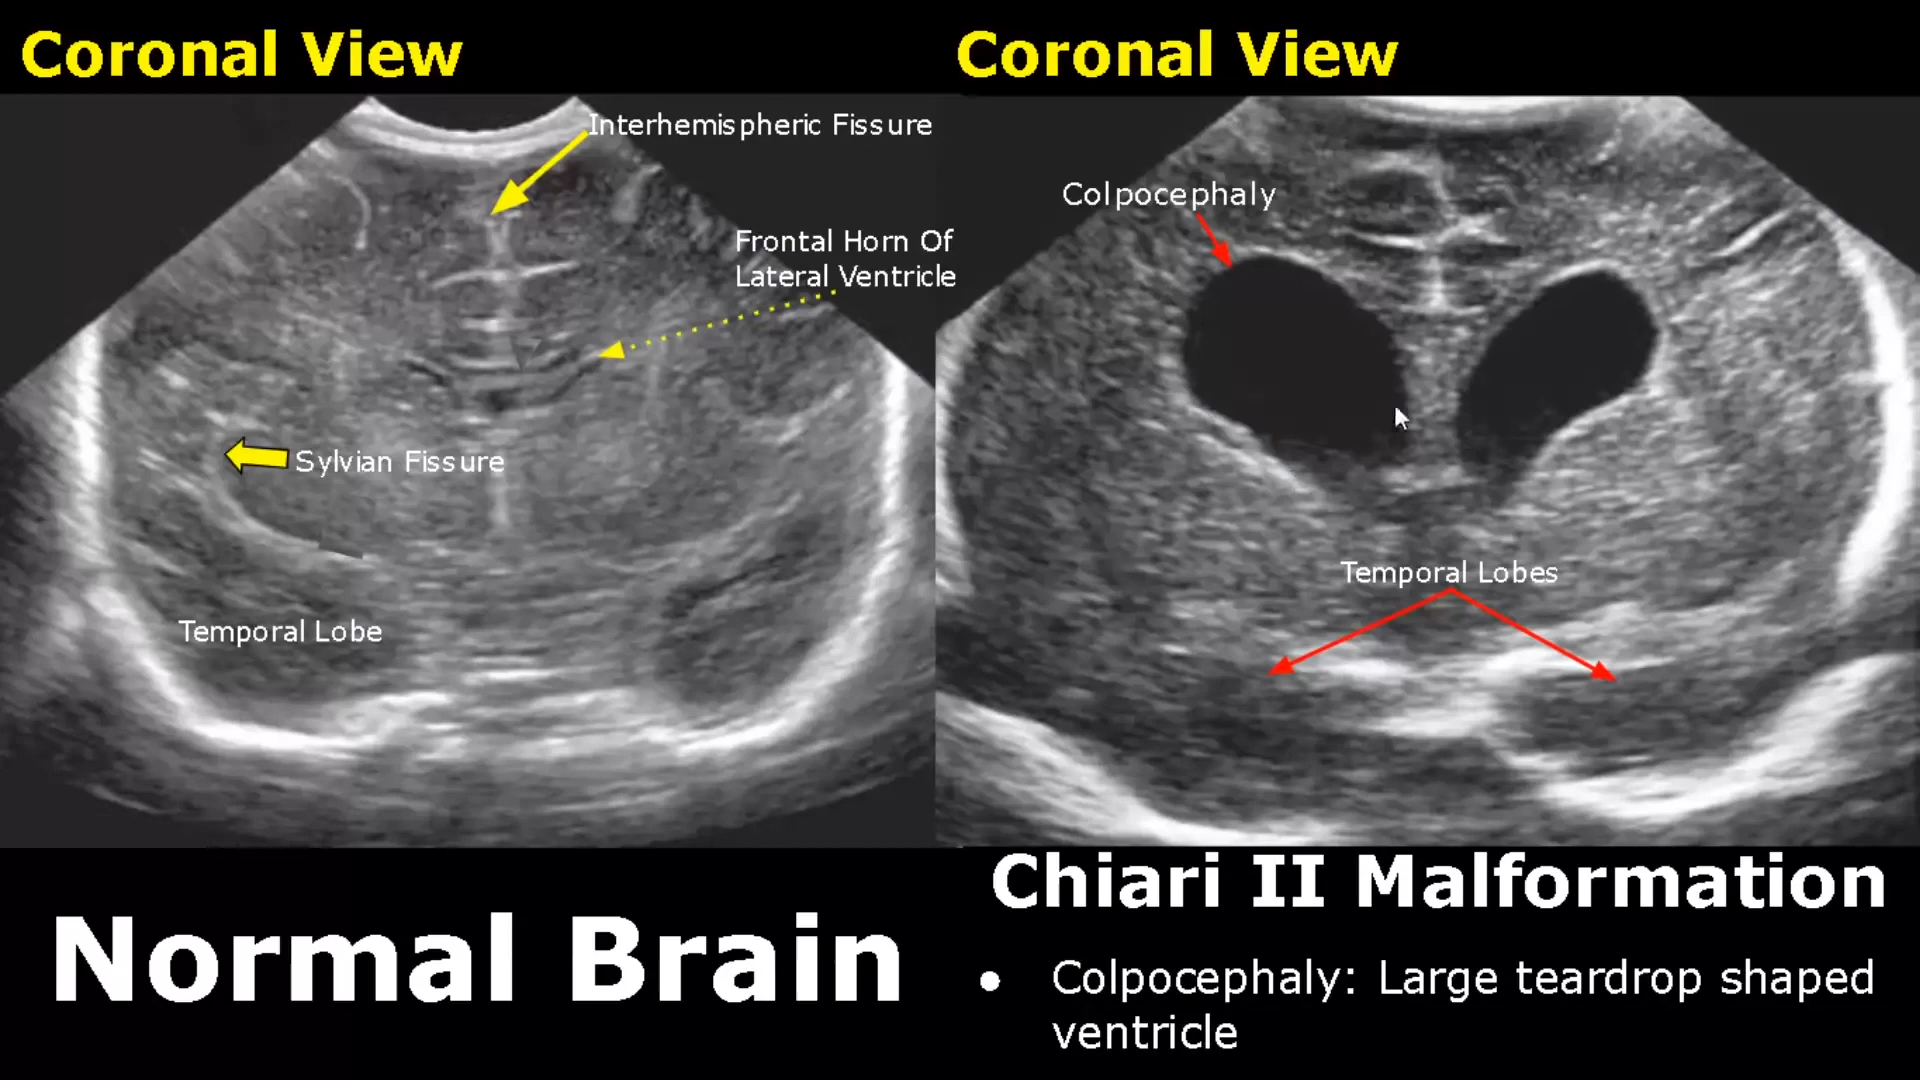 Coronal View
Interhemispheric Fissure
Frontal Horn Of
Lateral Ventricle
Sylvian Fissure
Temporal Lobe
Normal Brain
Coronal View
Colpocephaly
Temporal Lobes
Chiari II Malformation
• Colpocephaly: Large teardrop shaped
ventricle